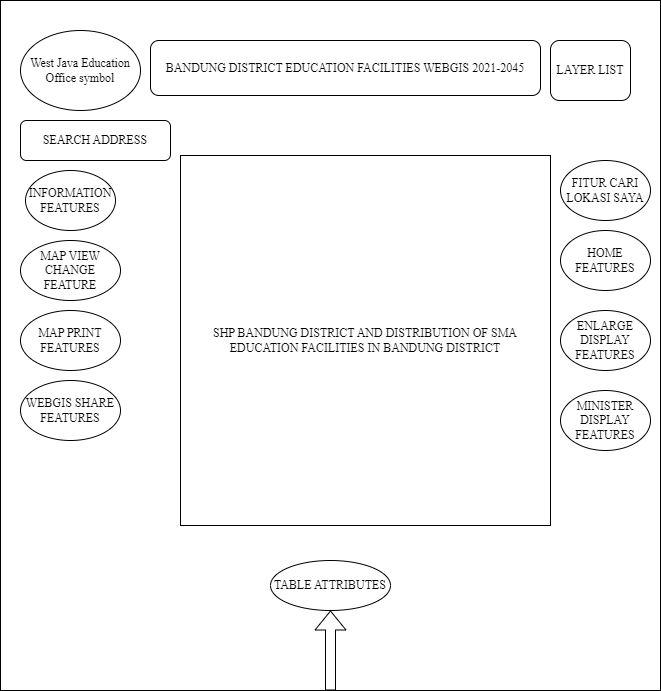 West Java Education
Office symbol
BANDUNG DISTRICT EDUCATION FACILITIES WEBGIS 2021-2045
LAYER LIST
SEARCH ADDRESS
INFORMATION
FEATURES
MAP VIEW
CHANGE
FEATURE
MAP PRINT
FEATURES
WEBGIS SHARE
FEATURES
SHP BANDUNG DISTRICT AND DISTRIBUTION OF SMA
EDUCATION FACILITIES IN BANDUNG DISTRICT
FITUR CARI
LOKASI SAYA
HOME
FEATURES
ENLARGE
DISPLAY
FEATURES
MINISTER
DISPLAY
FEATURES
TABLE ATTRIBUTES